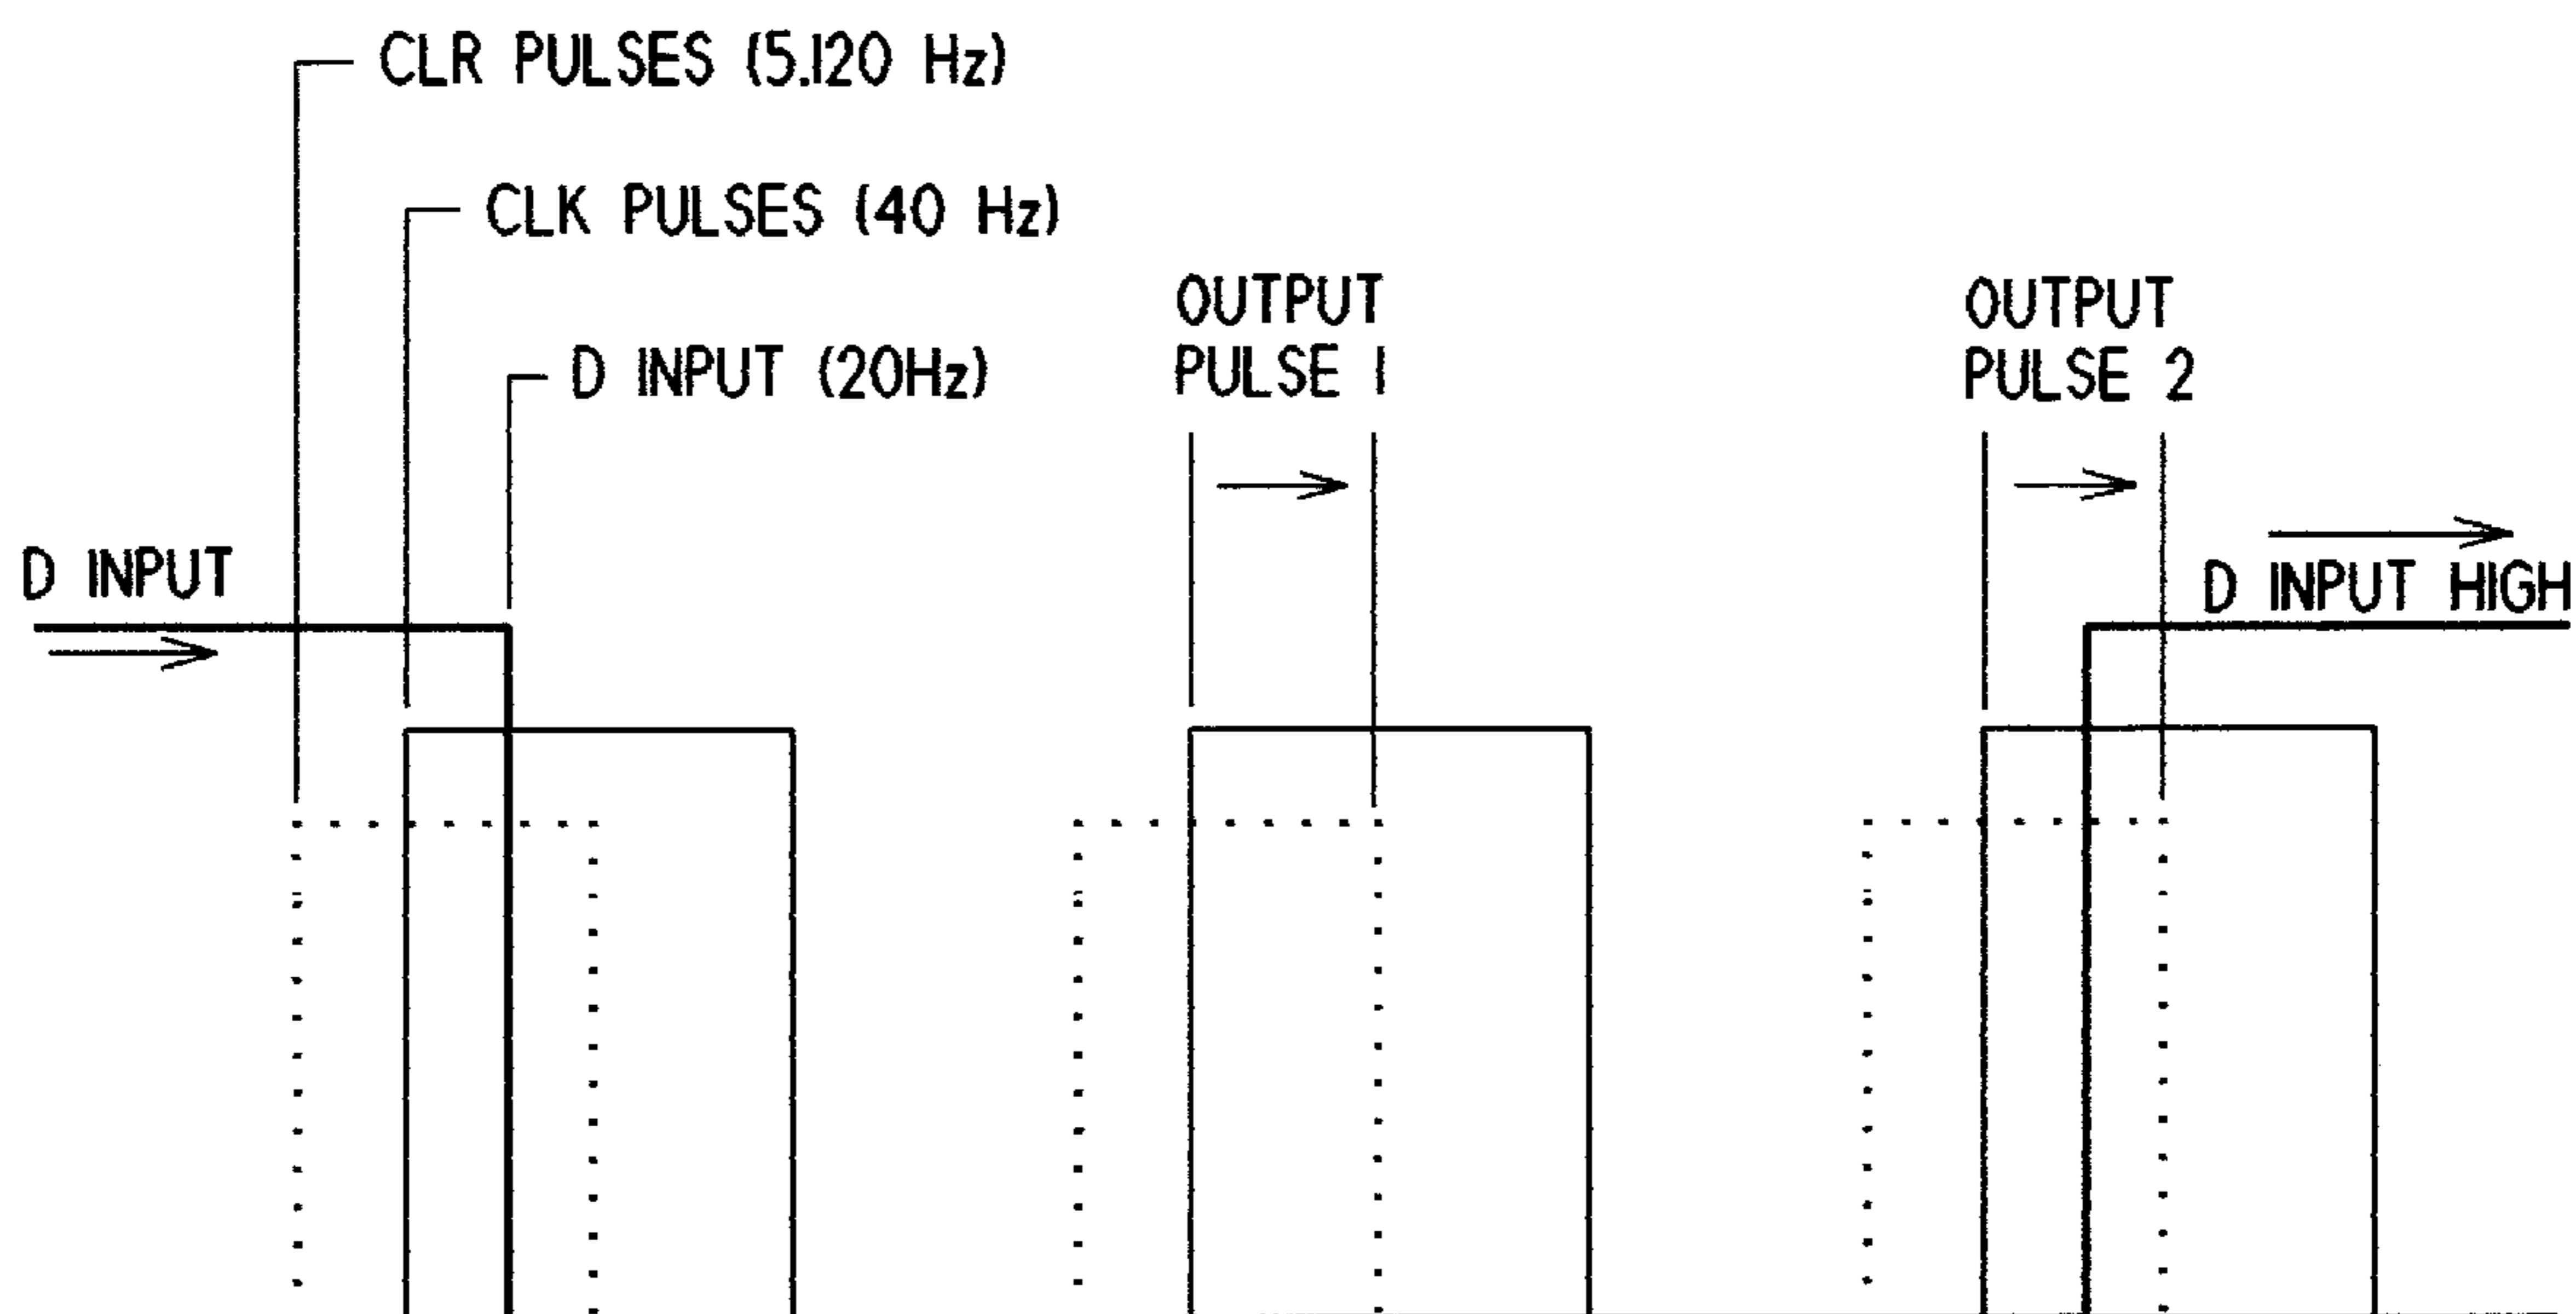 CLR PULSES (5.120 Hz)
CLK PULSES (40 Hz)
D INPUT (20Hz)
OUTPUT
PULSE 1
OUTPUT
PULSE 2
D INPUT
D INPUT HIGH